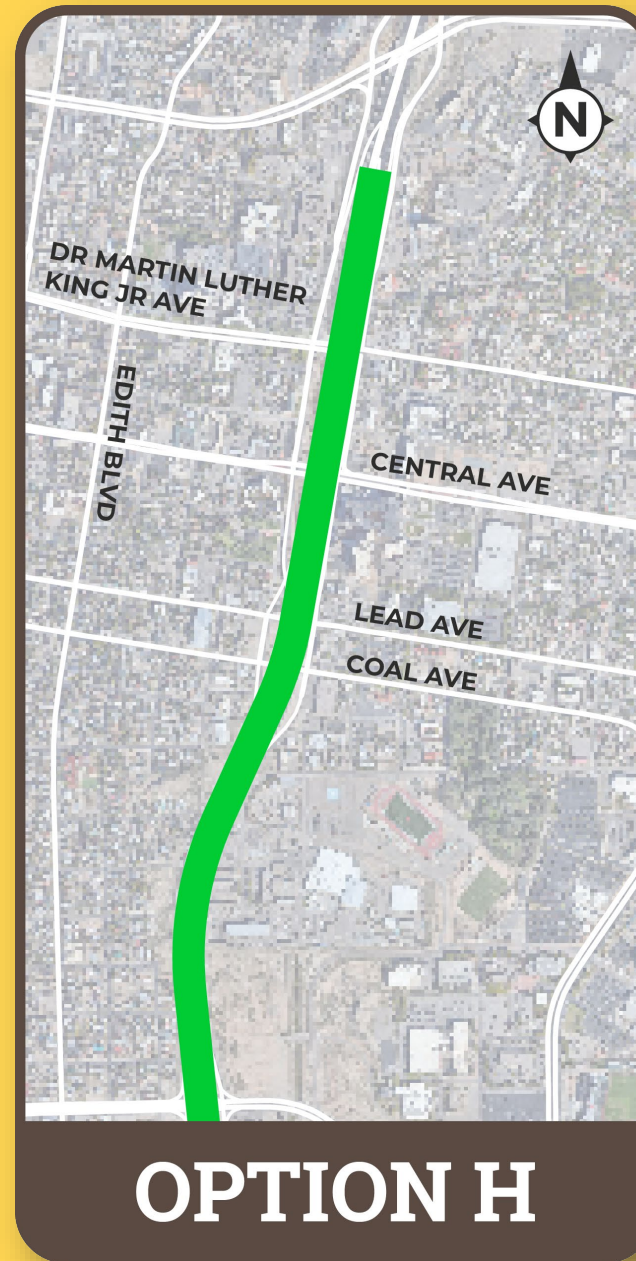 N
DR MARTIN LUTHER
KING JR AVE
EDITH BLVD
CENTRAL AVE
LEAD AVE
COAL AVE
OPTION H